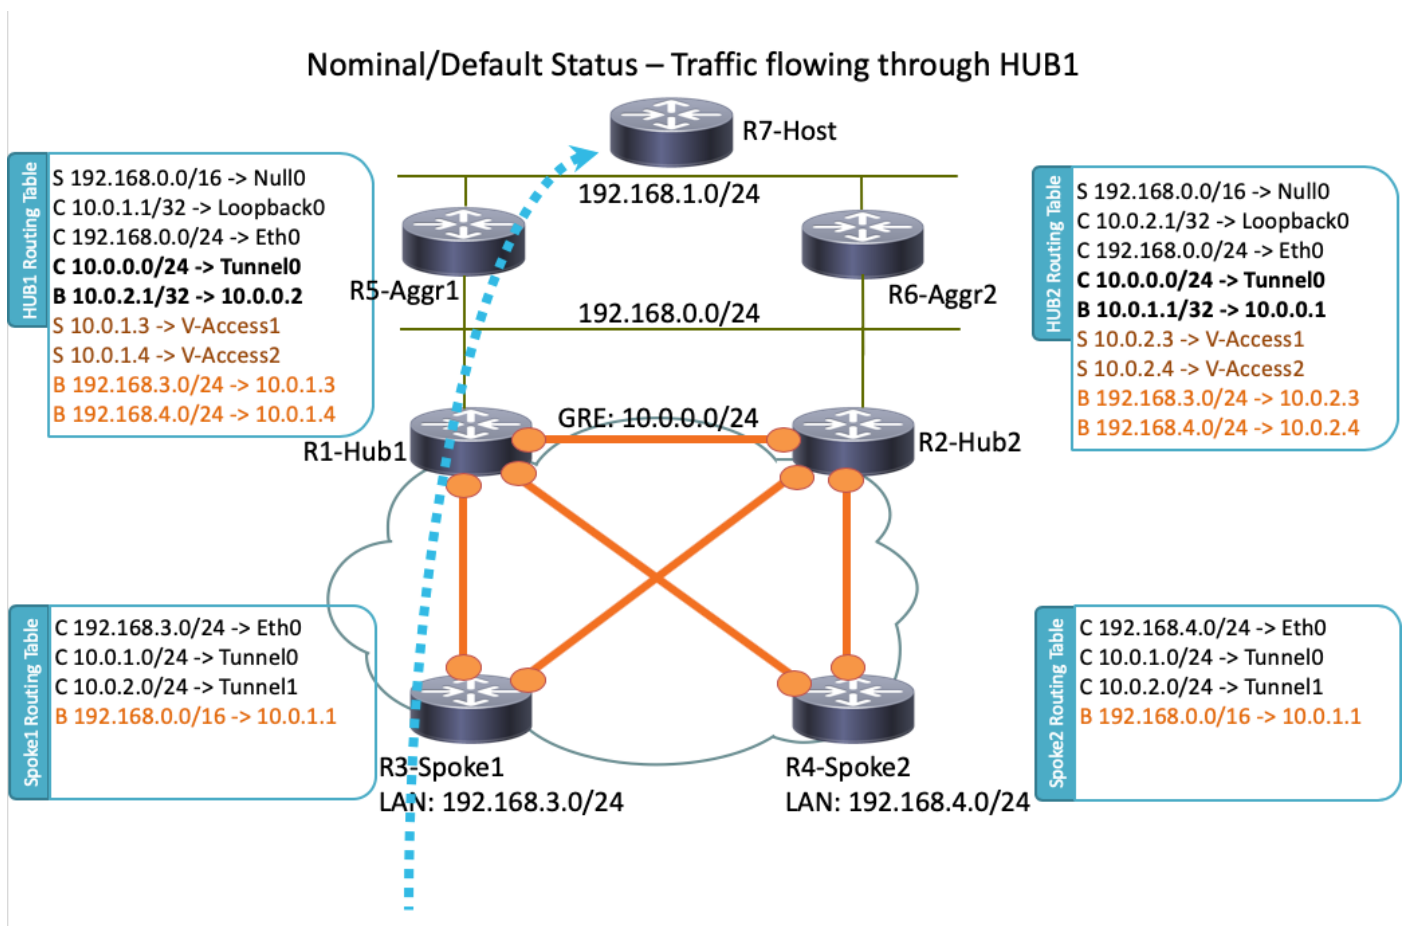 Nominal/Default Status – Traffic flowing through HUB1
R7-Host
192.168.1.0/24
HUB1 Routing Table
S 192.168.0.0/16 -> Null0
C 10.0.1.1/32 -> Loopback0
C 192.168.0.0/24 -> Eth0
C 10.0.0.0/24 -> Tunnel0
B 10.0.2.1/32 -> 10.0.0.2
S 10.0.1.3 -> V-Access1
S 10.0.1.4 -> V-Access2
B 192.168.3.0/24 -> 10.0.1.3
B 192.168.4.0/24 -> 10.0.1.4
HUB2 Routing Table
S 192.168.0.0/16 -> Null0
C 10.0.2.1/32 -> Loopback0
C 192.168.0.0/24 -> Eth0
C 10.0.0.0/24 -> Tunnel0
B 10.0.1.1/32 -> 10.0.0.1
S 10.0.2.3 -> V-Access1
S 10.0.2.4 -> V-Access2
B 192.168.3.0/24 -> 10.0.2.3
B 192.168.4.0/24 -> 10.0.2.4
R5-Aggr1
R6-Aggr2
192.168.0.0/24
GRE: 10.0.0.0/24
R1-Hub1
R2-Hub2
Spoke1 Routing Table
C 192.168.3.0/24 -> Eth0
C 10.0.1.0/24 -> Tunnel0
C 10.0.2.0/24 -> Tunnel1
B 192.168.0.0/16 -> 10.0.1.1
Spoke2 Routing Table
C 192.168.4.0/24 -> Eth0
C 10.0.1.0/24 -> Tunnel0
C 10.0.2.0/24 -> Tunnel1
B 192.168.0.0/16 -> 10.0.1.1
R3-Spoke1
LAN: 192.168.3.0/24
R4-Spoke2
LAN: 192.168.4.0/24